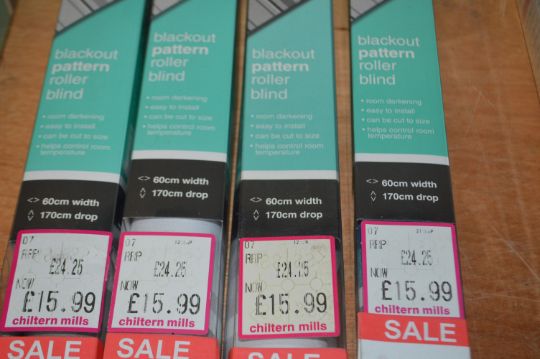 blackout
pattern
roller
blind
• room darkening
• easy to install
• can be cut to size
• helps control room
temperature
<> 60cm width
170cm drop
07
RRP
£24.25
NOW
£15.99
chiltern mills
SALE
blackout
pattern
roller
blind
• room darkening
• easy to install
• can be cut to size
• helps control room
temperature
<> 60cm width
170cm drop
07
RRP
£24.25
NOW
£15.99
chiltern mills
SALE
blackout
pattern
roller
blind
• room darkening
• easy to install
• can be cut to size
• helps control room
temperature
<> 60cm width
170cm drop
07
RRP
NOW
£15.99
chiltern mills
SALE
blackout
pattern
roller
blind
• room darkening
• easy to install
• can be cut to size
• helps control room
temperature
<> 60cm width
170cm drop
07
RRP
£24.25
NOW
£15.99
chiltern mills
SALE